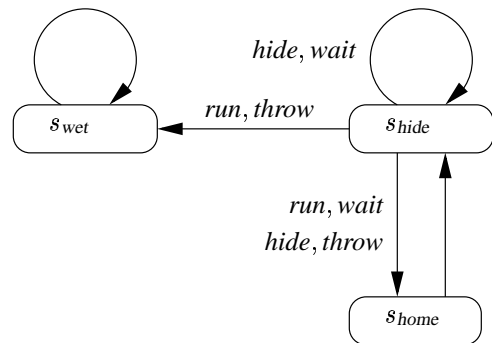 hide, wait
s_wet
run, throw
s_hide
run, wait
hide, throw
s_home